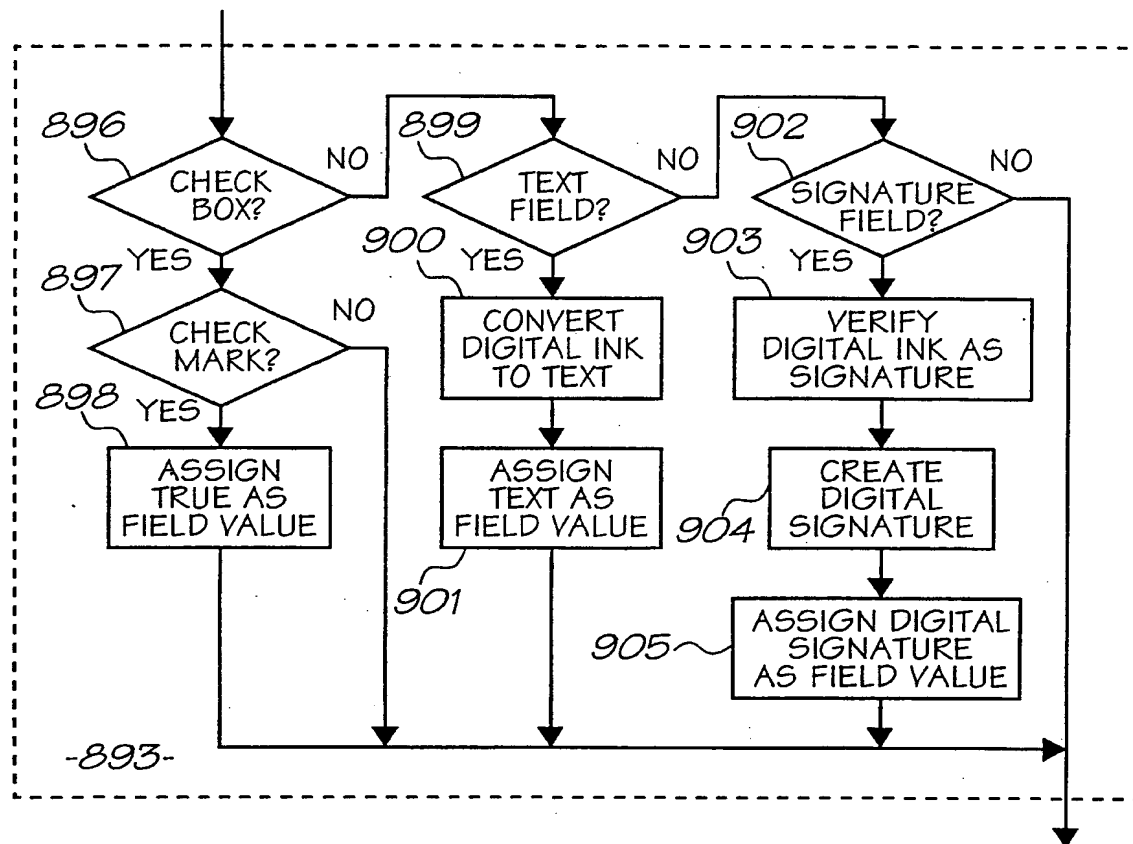 896
CHECK
BOX?
NO
YES
897
CHECK
MARK?
NO
YES
898
ASSIGN
TRUE AS
FIELD VALUE
899
TEXT
FIELD?
NO
YES
900
CONVERT
DIGITAL INK
TO TEXT
ASSIGN
TEXT AS
FIELD VALUE
901
902
SIGNATURE
FIELD?
NO
YES
903
VERIFY
DIGITAL INK AS
SIGNATURE
CREATE
DIGITAL
SIGNATURE
904
ASSIGN DIGITAL
SIGNATURE
AS FIELD VALUE
905
-893-